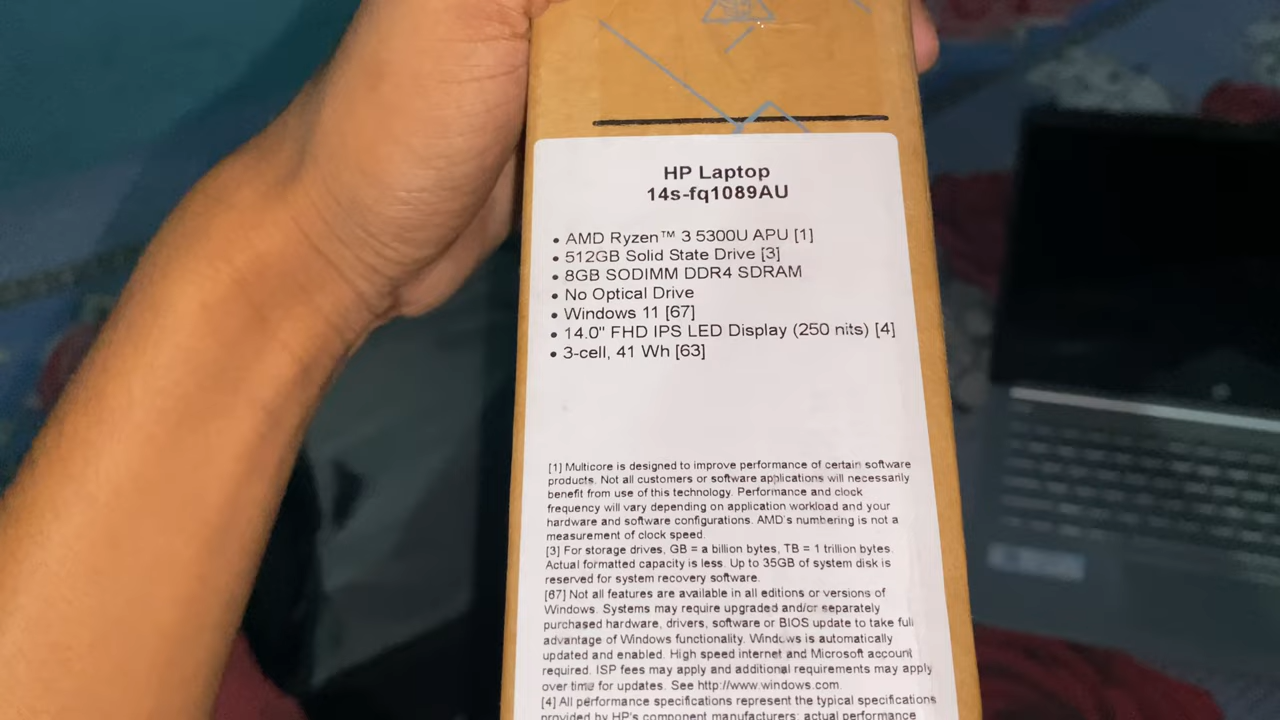 HP Laptop
14s-fq1089AU
• AMD Ryzen™ 3 5300U APU [1]
• 512GB Solid State Drive [3]
• 8GB SODIMM DDR4 SDRAM
• No Optical Drive
• Windows 11 [67]
• 14.0" FHD IPS LED Display (250 nits) [4]
• 3-cell, 41 Wh [63]
[1] Multicore is designed to improve performance of certain software
products. Not all customers or software applications will necessarily
benefit from use of this technology. Performance and clock
frequency will vary depending on application workload and your
hardware and software configurations. AMD's numbering is not a
measurement of clock speed.
[3] For storage drives, GB = a billion bytes, TB = 1 trillion bytes.
Actual formatted capacity is less. Up to 35GB of system disk is
reserved for system recovery software.
[67] Not all features are available in all editions or versions of
Windows. Systems may require upgraded and/or separately
purchased hardware, drivers, software or BIOS update to take full
advantage of Windows functionality. Windows is automatically
updated and enabled. High speed internet and Microsoft account
required. ISP fees may apply and additional requirements may apply
over time for updates. See http://www.windows.com.
[4] All performance specifications represent the typical specifications
provided by HP's component manufacturers; actual performance